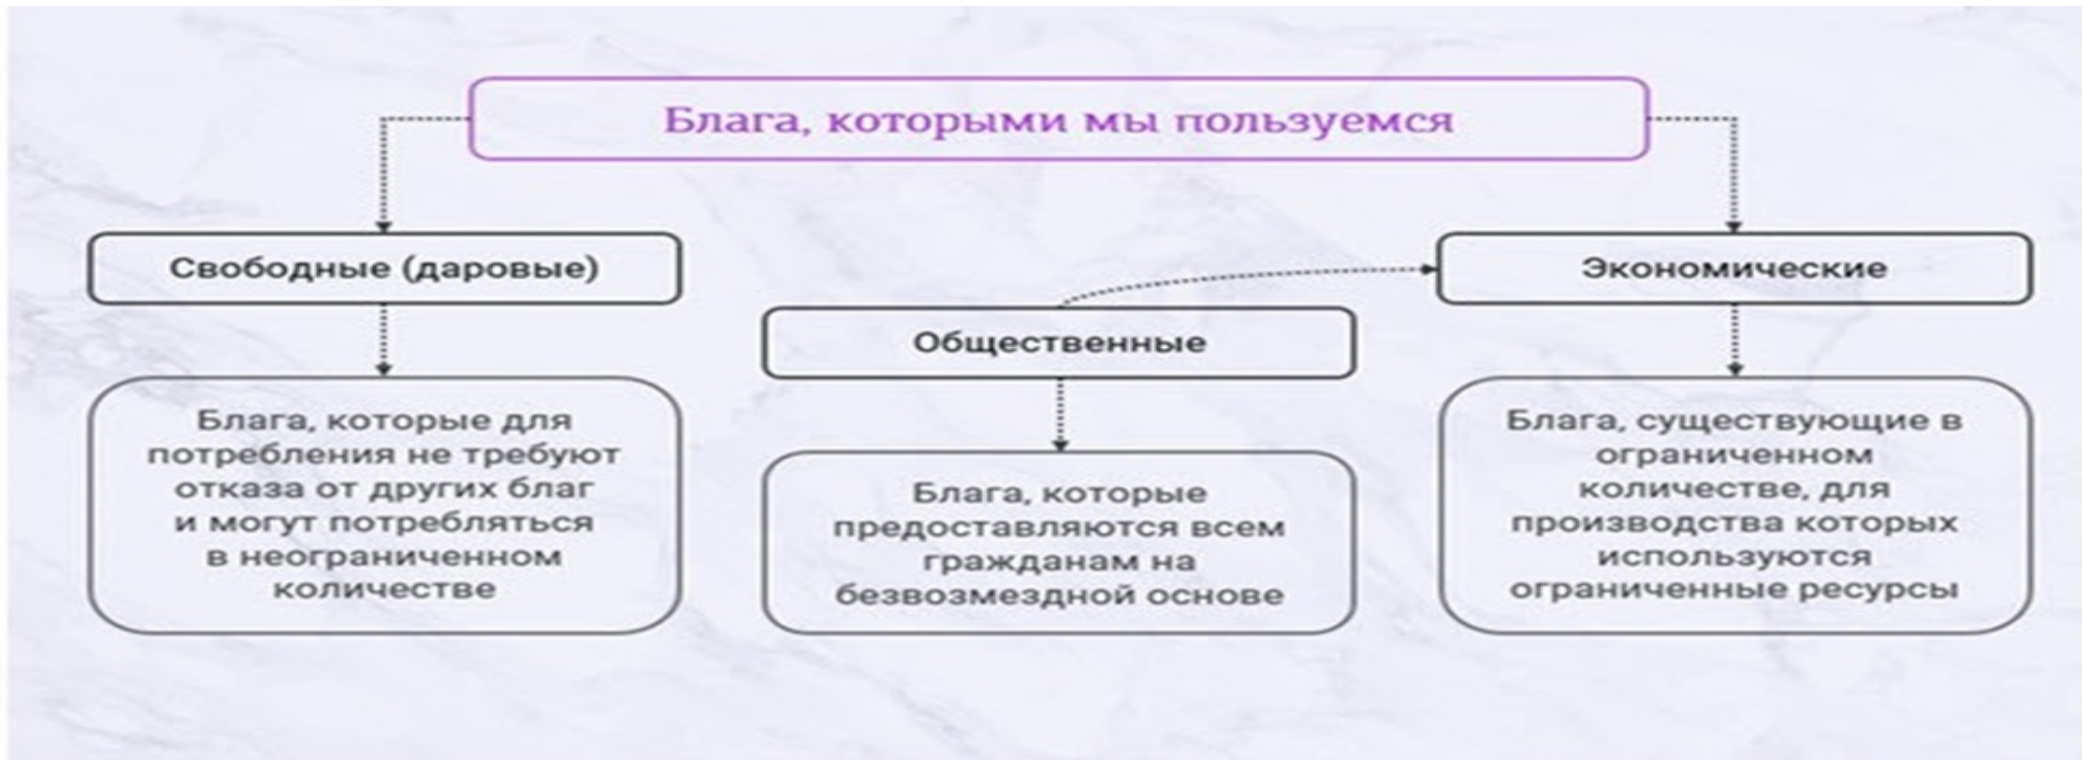 Блага, которыми мы пользуемся
Свободные (даровые)
Блага, которые для
потребления не требуют
отказа от других благ
и могут потребляться
в неограниченном
количестве
Общественные
Блага, которые
предоставляются всем
гражданам на
безвозмездной основе
Экономические
Блага, существующие в
ограниченном
количестве, для
производства которых
используются
ограниченные ресурсы